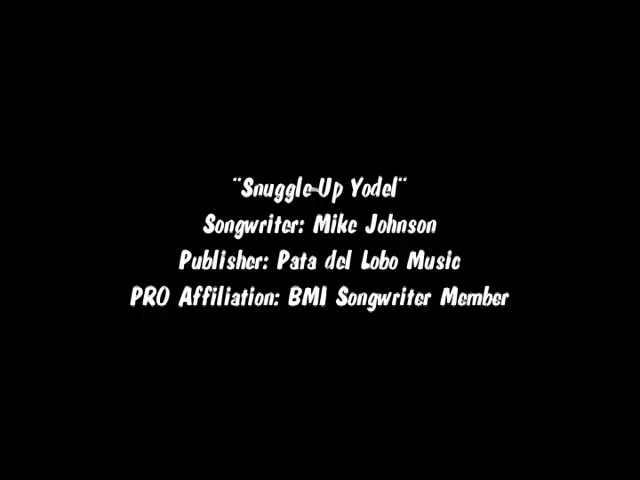 "Snuggle-Up Yodel"
Songwriter: Mike Johnson
Publisher: Pata del Lobo Music
PRO Affiliation: BMI Songwriter Member